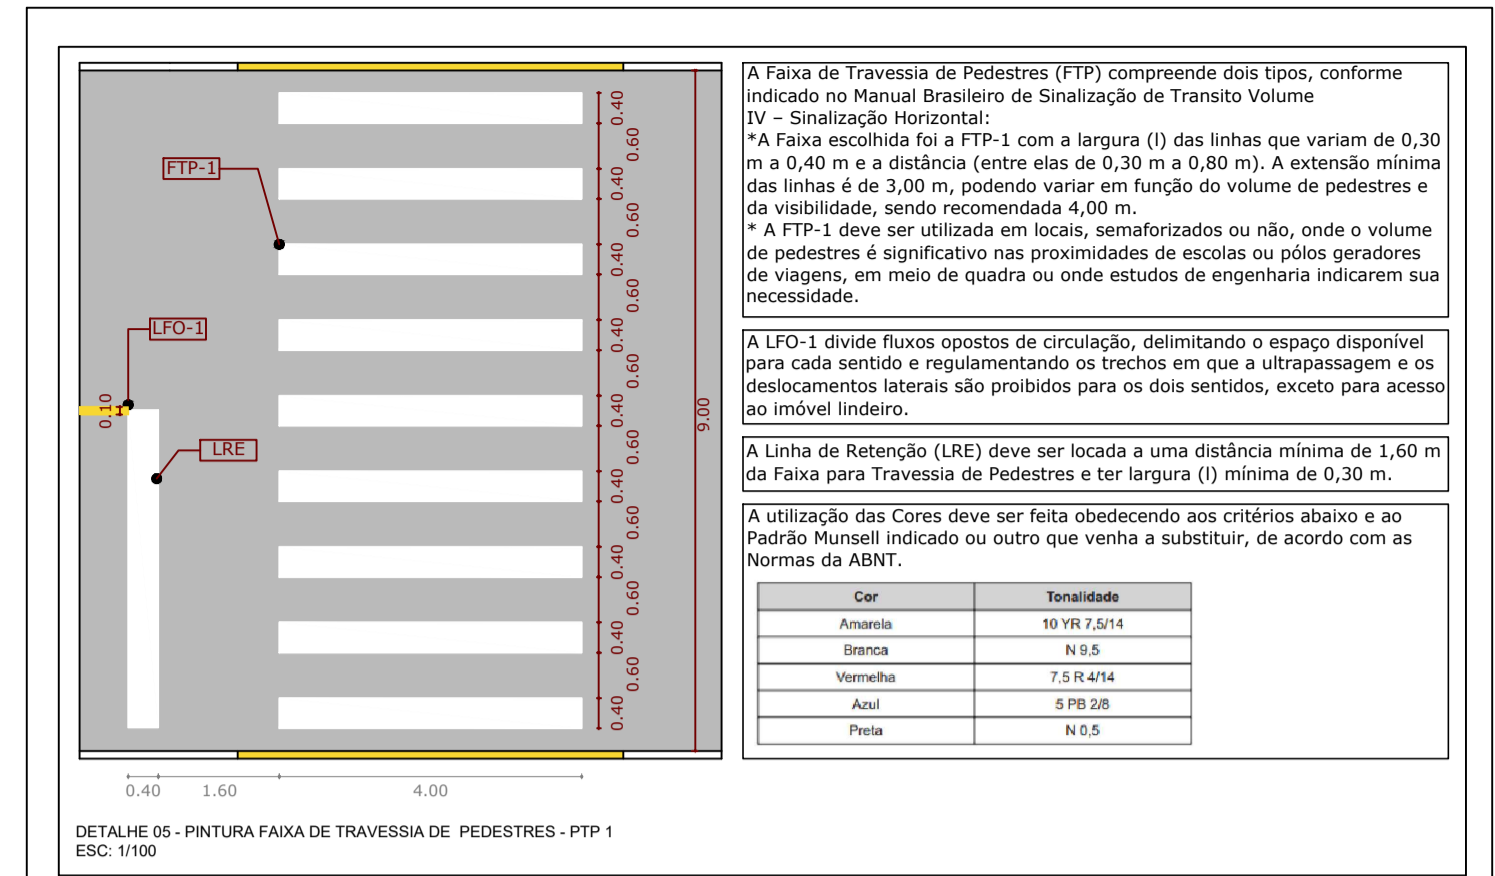 0.40
0.60
0.40
0.60
0.40
0.60
0.40
0.60
0.40
0.60
0.40
0.60
0.40
0.60
0.40
0.60
0.40
9.00
FTP-1
LFO-1
0.10
LRE
0.40 1.60 4.00
DETALHE 05 - PINTURA FAIXA DE TRAVESSIA DE PEDESTRES - PTP 1
ESC: 1/100
A Faixa de Travessia de Pedestres (FTP) compreende dois tipos, conforme
indicado no Manual Brasileiro de Sinalização de Transito Volume
IV – Sinalização Horizontal:
*A Faixa escolhida foi a FTP-1 com a largura (l) das linhas que variam de 0,30
m a 0,40 m e a distância (entre elas de 0,30 m a 0,80 m). A extensão mínima
das linhas é de 3,00 m, podendo variar em função do volume de pedestres e
da visibilidade, sendo recomendada 4,00 m.
* A FTP-1 deve ser utilizada em locais, semaforizados ou não, onde o volume
de pedestres é significativo nas proximidades de escolas ou pólos geradores
de viagens, em meio de quadra ou onde estudos de engenharia indicarem sua
necessidade.
A LFO-1 divide fluxos opostos de circulação, delimitando o espaço disponível
para cada sentido e regulamentando os trechos em que a ultrapassagem e os
deslocamentos laterais são proibidos para os dois sentidos, exceto para acesso
ao imóvel lindeiro.
A Linha de Retenção (LRE) deve ser locada a uma distância mínima de 1,60 m
da Faixa para Travessia de Pedestres e ter largura (l) mínima de 0,30 m.
A utilização das Cores deve ser feita obedecendo aos critérios abaixo e ao
Padrão Munsell indicado ou outro que venha a substituir, de acordo com as
Normas da ABNT.
Cor Tonalidade
Amarela 10 YR 7,5/14
Branca N 9,5
Vermelha 7,5 R 4/14
Azul 5 PB 2/8
Preta N 0,5